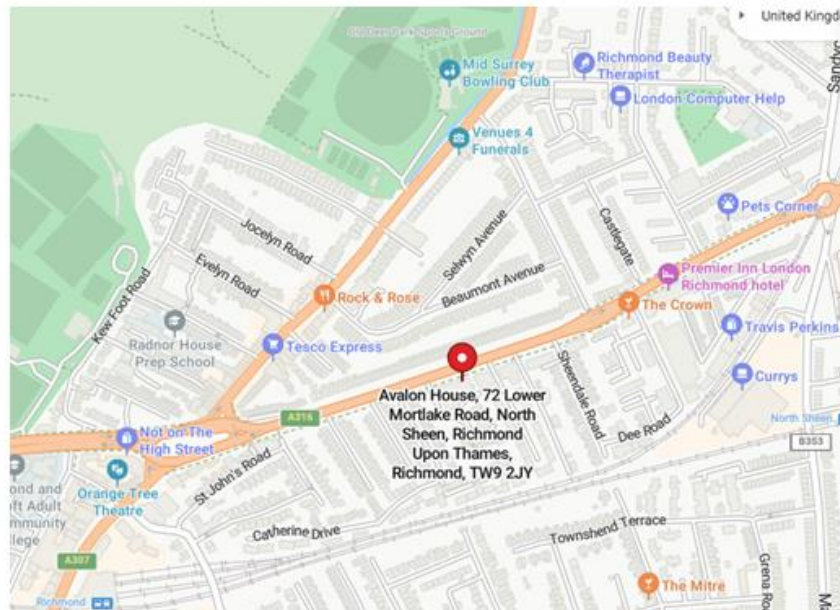 United Kingd
Old Deer Park Sports Ground
Mid Surrey
Bowling Club
Richmond Beauty
Therapist
London Computer Help
Sandyc
Venues 4
Funerals
Pets Corner
Castlegate
Selwyn Avenue
Jocelyn Road
Evelyn Road
Beaumont Avenue
Premier Inn London
Richmond hotel
Kew Foot Road
Rock & Rose
The Crown
Radnor House
Prep School
Tesco Express
Travis Perkins
Avalon House, 72 Lower
Mortlake Road, North
Sheen, Richmond
Upon Thames,
Richmond, TW9 2JY
Sheendale Road
Currys
A316
Dee Road
North Sheen
B353
Not on The
High Street
St John's Road
Orange Tree
Theatre
ond and
ft Adult
mmunity
llege
Catherine Drive
Townshend Terrace
A307
The Mitre
Grena Ro
M
Richmond